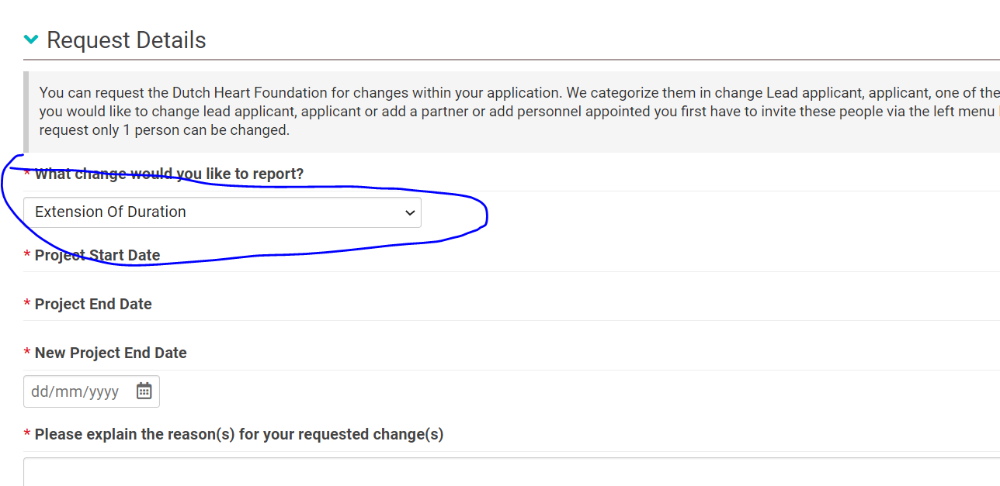 Request Details
You can request the Dutch Heart Foundation for changes within your application. We categorize them in change Lead applicant, applicant, one of the
you would like to change lead applicant, applicant or add a partner or add personnel appointed you first have to invite these people via the left menu
request only 1 person can be changed.
* What change would you like to report?
Extension Of Duration
* Project Start Date
* Project End Date
* New Project End Date
dd/mm/yyyy
* Please explain the reason(s) for your requested change(s)